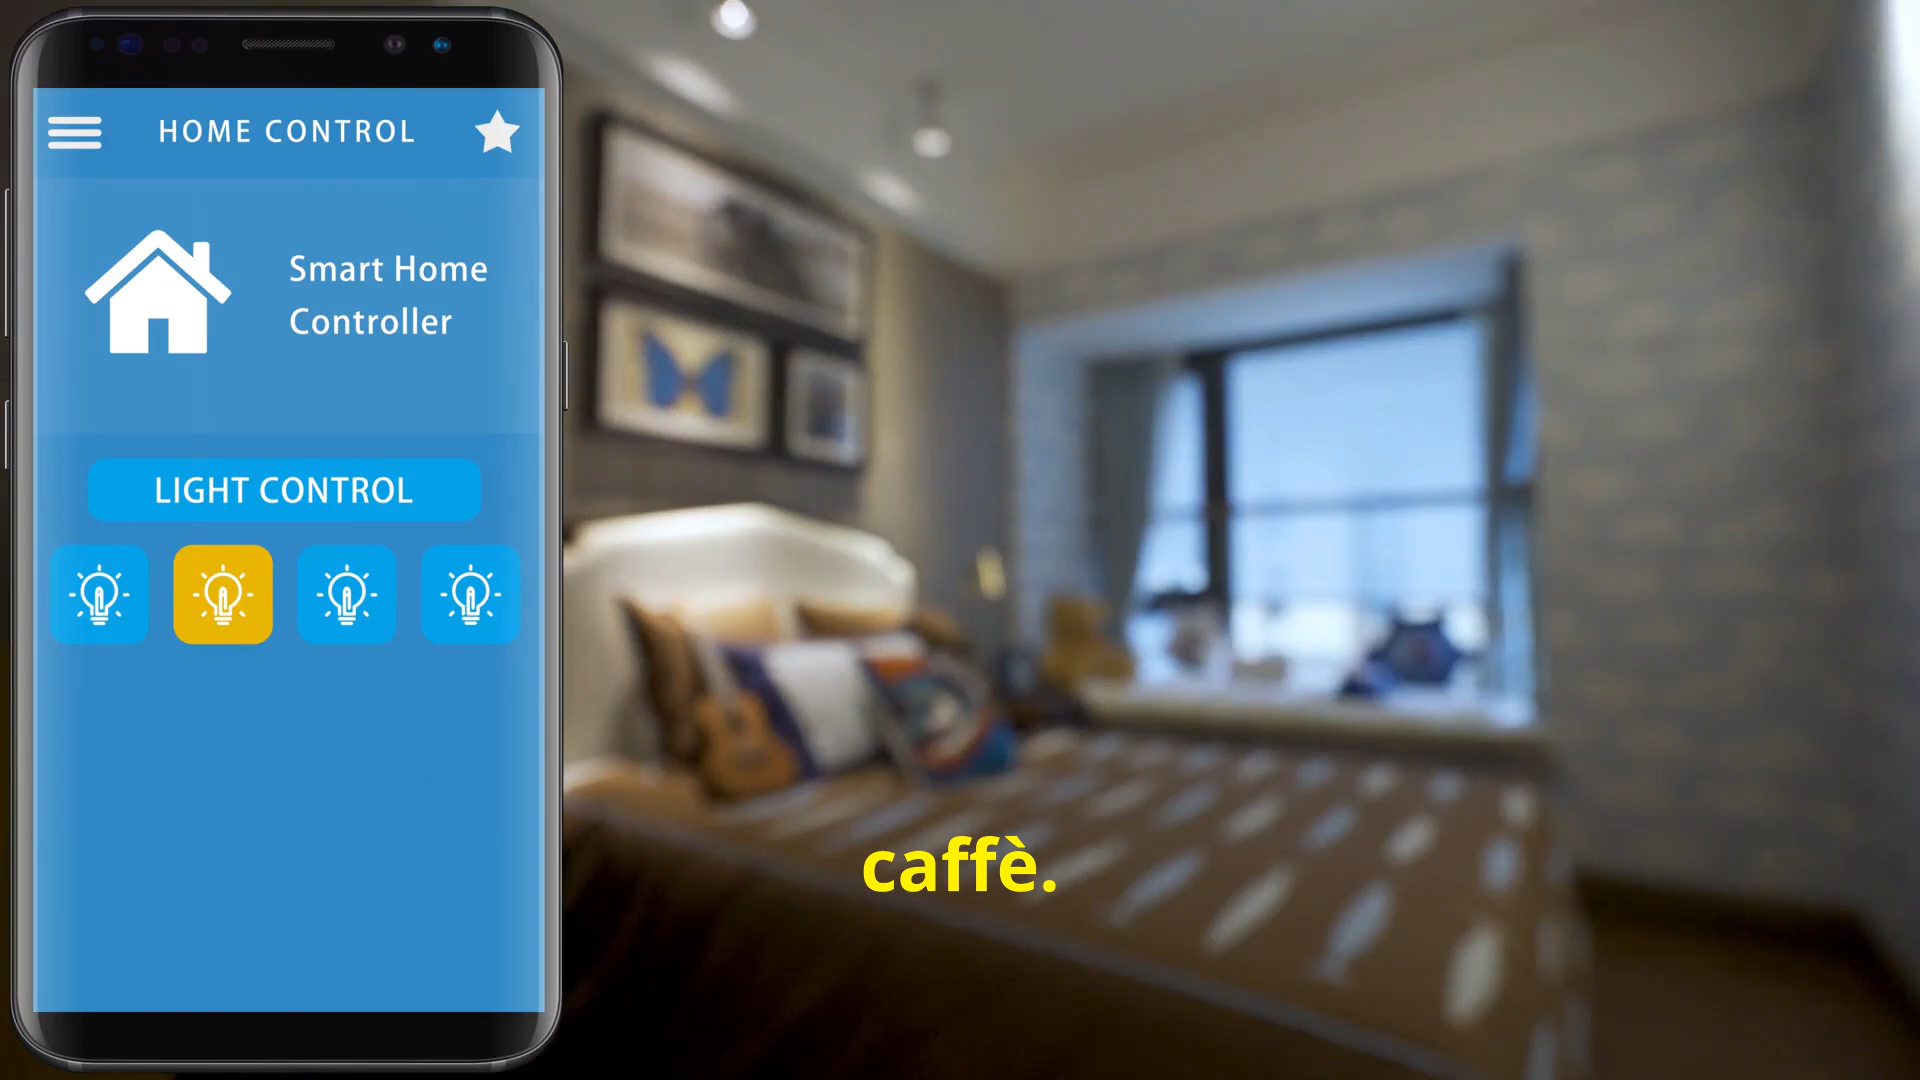 HOME CONTROL
Smart Home
Controller
LIGHT CONTROL
caffè.